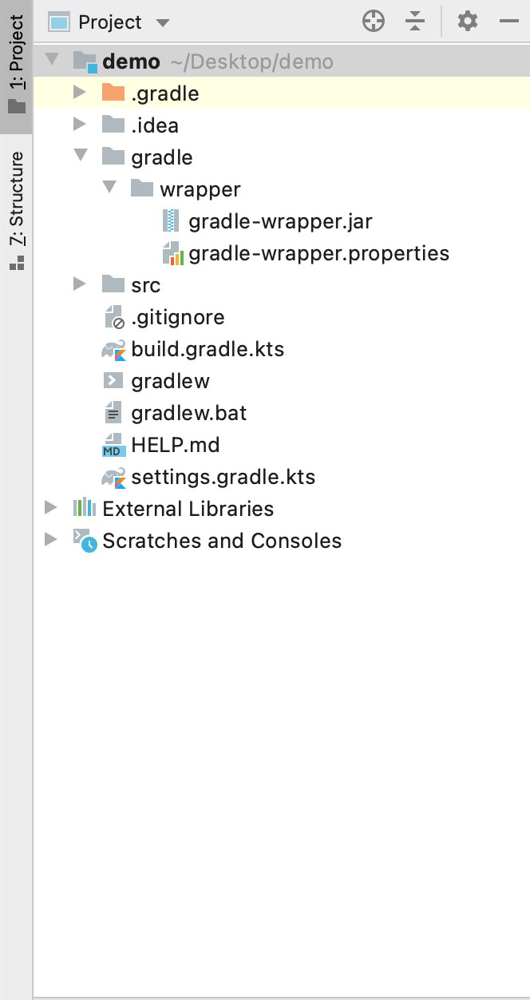 Project
1: Project
demo ~/Desktop/demo
.gradle
.idea
gradle
wrapper
gradle-wrapper.jar
gradle-wrapper.properties
7: Structure
src
.gitignore
build.gradle.kts
gradlew
gradlew.bat
MD HELP.md
settings.gradle.kts
External Libraries
Scratches and Consoles